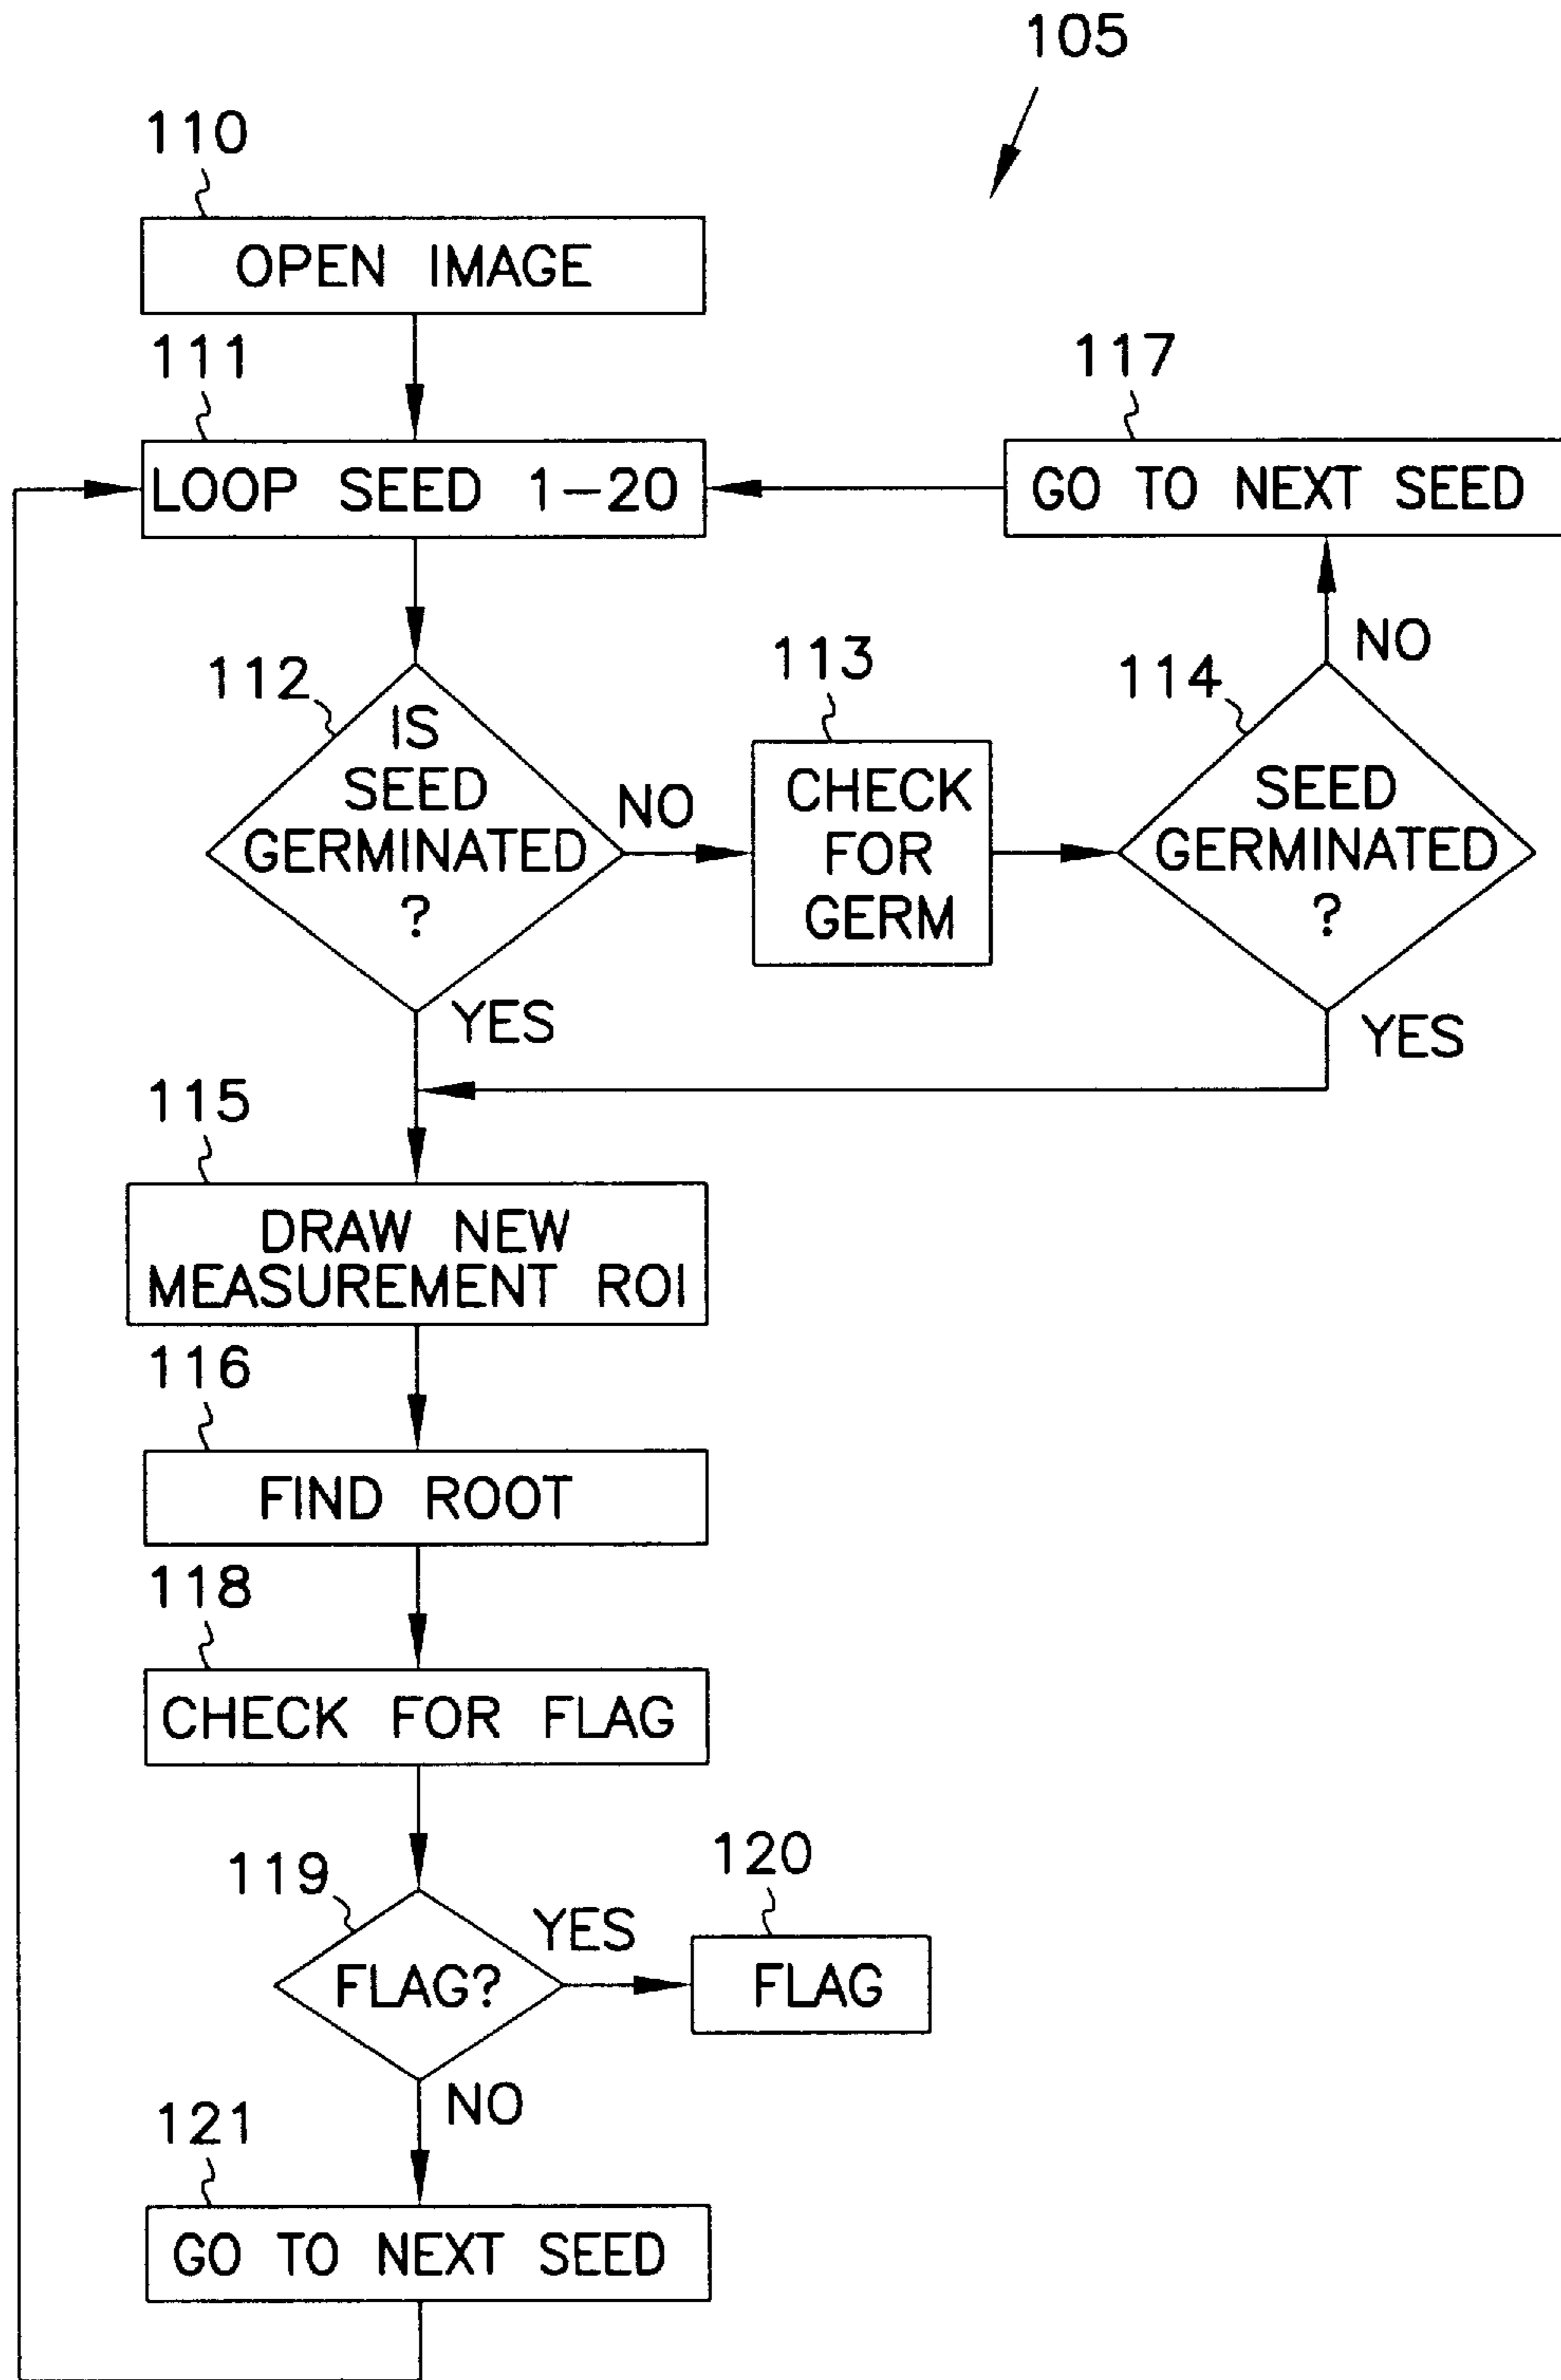 105
110
OPEN IMAGE
111
LOOP SEED 1-20
117
GO TO NEXT SEED
112
IS
SEED
GERMINATED
?
NO
113
CHECK
FOR
GERM
114
SEED
GERMINATED
?
NO
YES
YES
115
DRAW NEW
MEASUREMENT ROI
116
FIND ROOT
118
CHECK FOR FLAG
119
FLAG?
YES
120
FLAG
NO
121
GO TO NEXT SEED